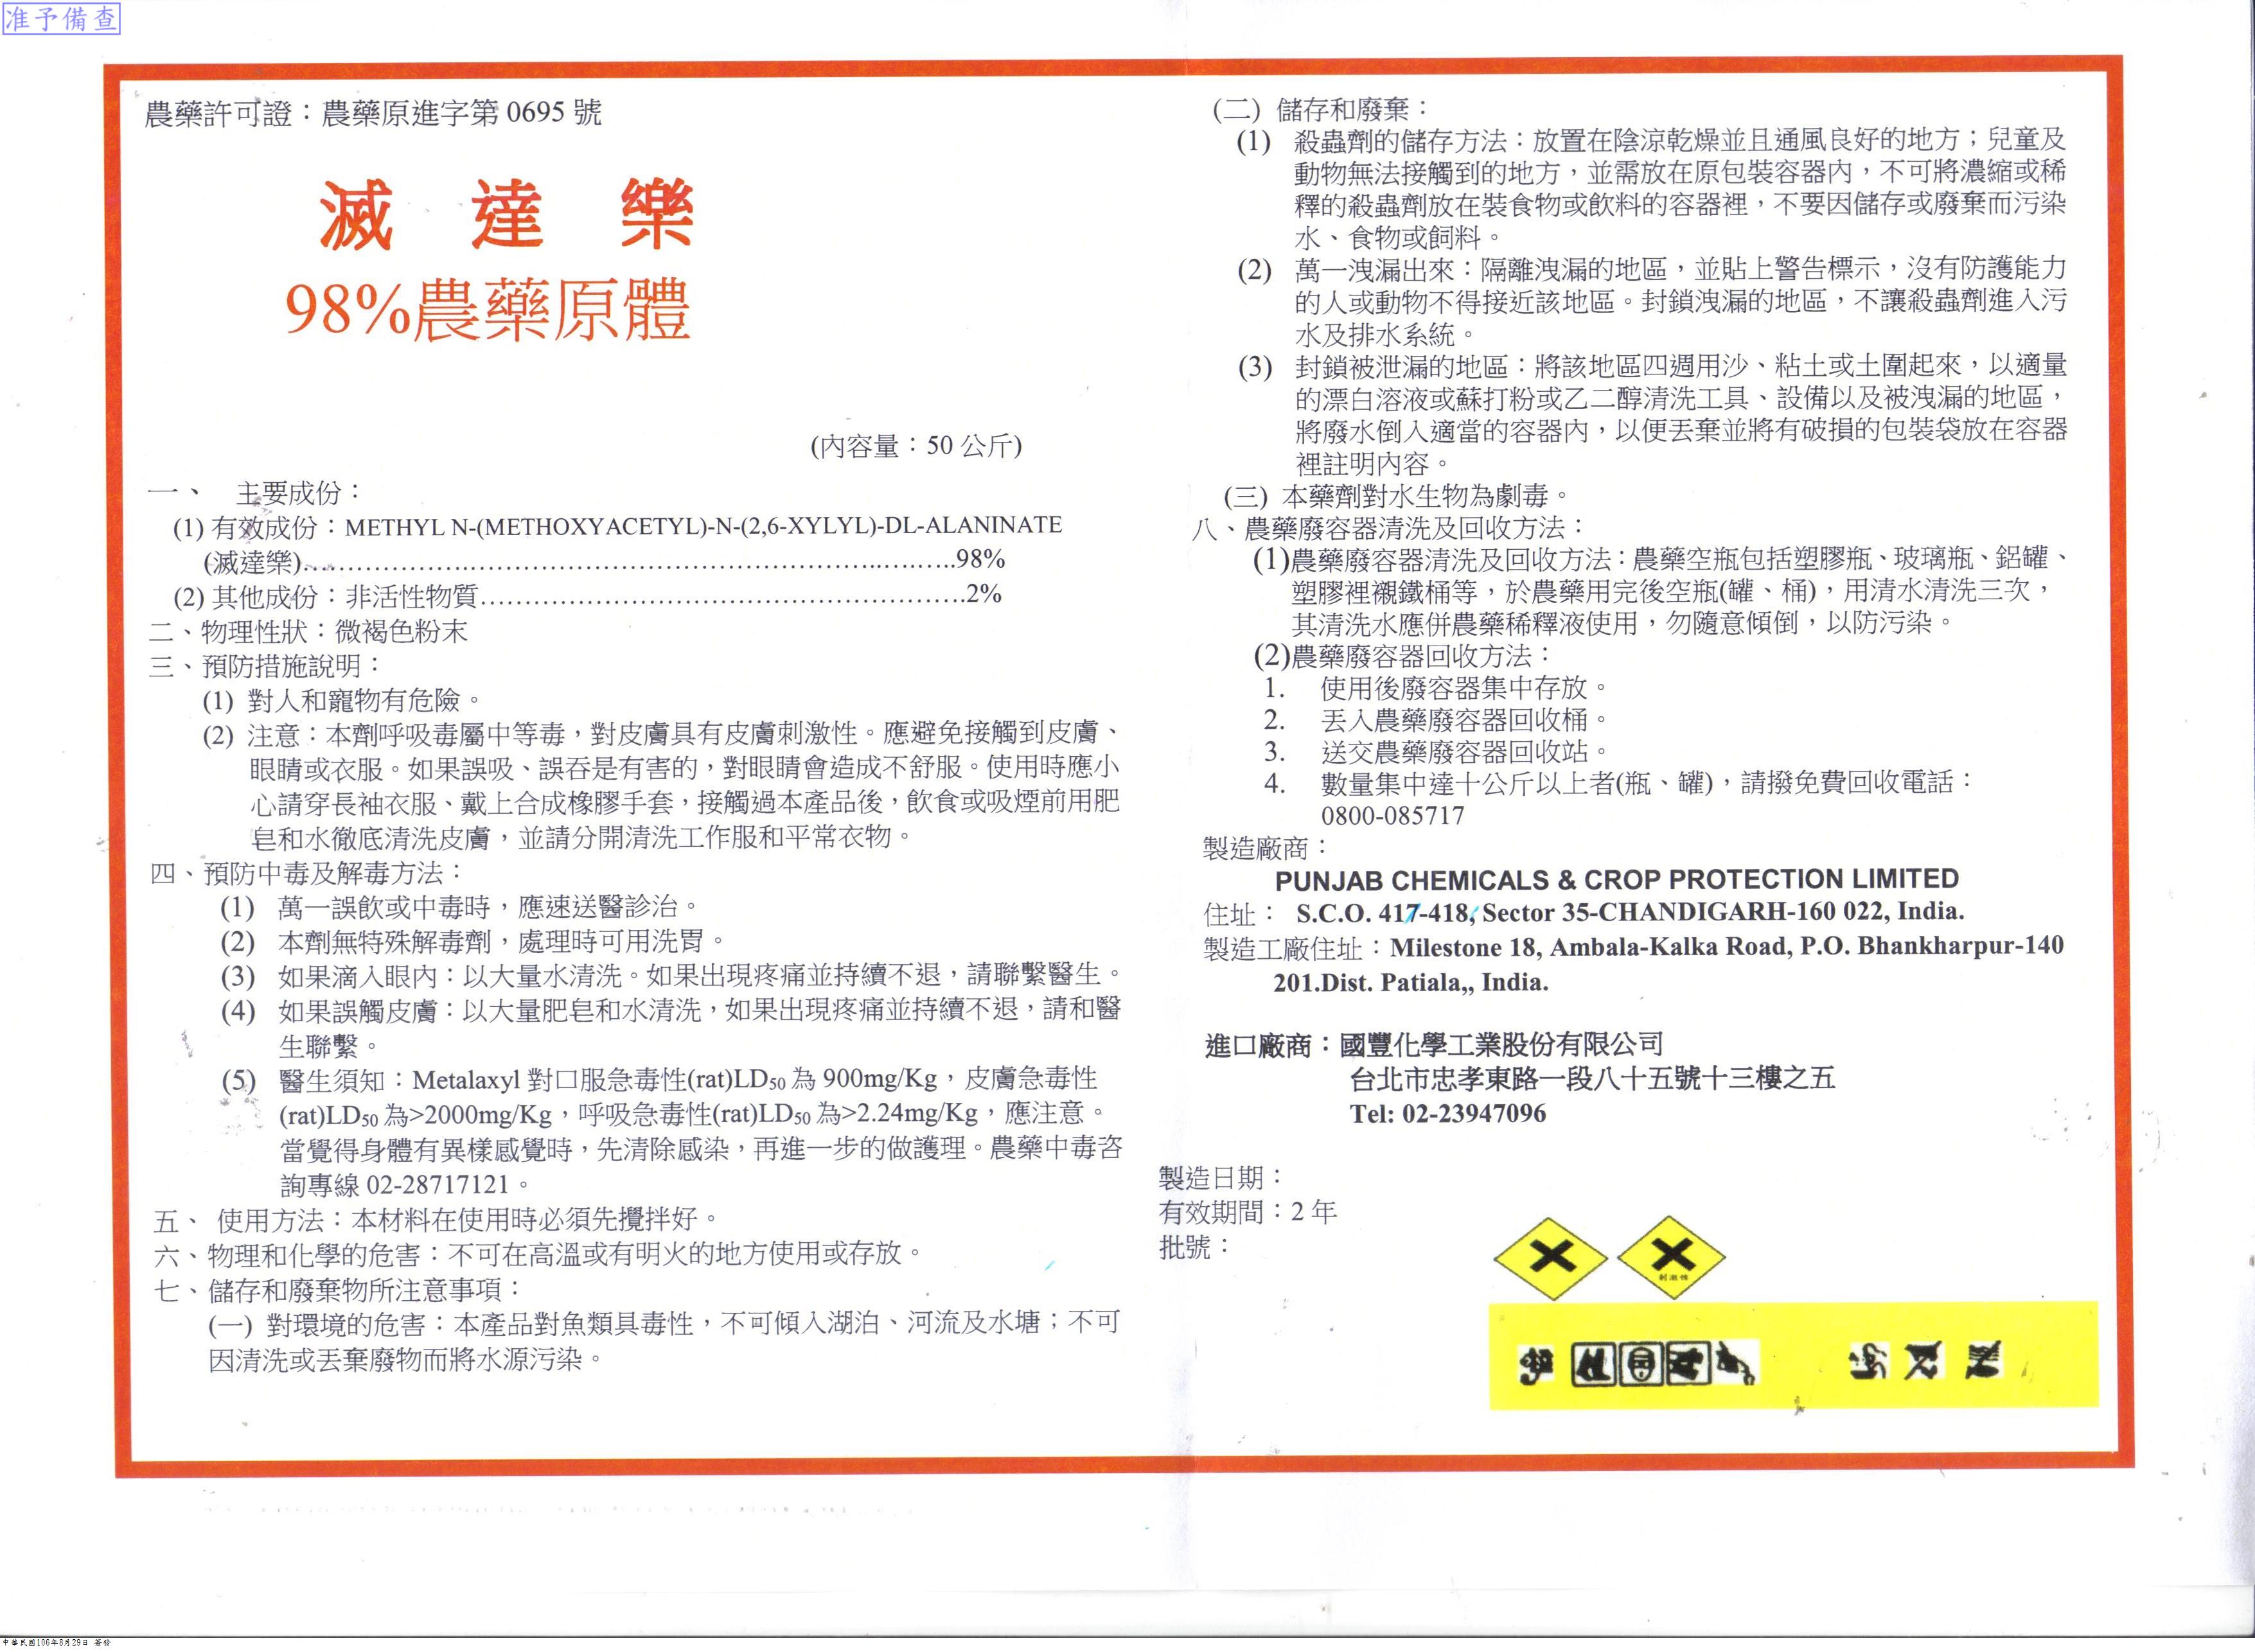 准予備查
農藥許可證：農藥原進字第 0695 號
滅 達 樂
98%農藥原體
(內容量：50 公斤)
一、 主要成份：
(1) 有效成份：METHYL N-(METHOXYACETYL)-N-(2,6-XYLYL)-DL-ALANINATE
(滅達樂)..................................................................98%
(2) 其他成份：非活性物質......................................................2%
二、物理性狀：微褐色粉末
三、預防措施說明：
(1) 對人和寵物有危險。
(2) 注意：本劑呼吸毒屬中等毒，對皮膚具有皮膚刺激性。應避免接觸到皮膚、
眼睛或衣服。如果誤吸、誤吞是有害的，對眼睛會造成不舒服。使用時應小
心請穿長袖衣服、戴上合成橡膠手套，接觸過本產品後，飲食或吸煙前用肥
皂和水徹底清洗皮膚，並請分開清洗工作服和平常衣物。
四、預防中毒及解毒方法：
(1) 萬一誤飲或中毒時，應速送醫診治。
(2) 本劑無特殊解毒劑，處理時可用洗胃。
(3) 如果滴入眼內：以大量水清洗。如果出現疼痛並持續不退，請聯繫醫生。
(4) 如果誤觸皮膚：以大量肥皂和水清洗，如果出現疼痛並持續不退，請和醫
生聯繫。
(5) 醫生須知：Metalaxyl 對口服急毒性(rat)LD50 為 900mg/Kg，皮膚急毒性
(rat)LD50 為>2000mg/Kg，呼吸急毒性(rat)LD50 為>2.24mg/Kg，應注意。
當覺得身體有異樣感覺時，先清除感染，再進一步的做護理。農藥中毒咨
詢專線 02-28717121。
五、 使用方法：本材料在使用時必須先攪拌好。
六、物理和化學的危害：不可在高溫或有明火的地方使用或存放。
七、儲存和廢棄物所注意事項：
(一) 對環境的危害：本產品對魚類具毒性，不可傾入湖泊、河流及水塘；不可
因清洗或丟棄廢物而將水源污染。
(二) 儲存和廢棄：
(1) 殺蟲劑的儲存方法：放置在陰涼乾燥並且通風良好的地方；兒童及
動物無法接觸到的地方，並需放在原包裝容器內，不可將濃縮或稀
釋的殺蟲劑放在裝食物或飲料的容器裡，不要因儲存或廢棄而污染
水、食物或飼料。
(2) 萬一洩漏出來：隔離洩漏的地區，並貼上警告標示，沒有防護能力
的人或動物不得接近該地區。封鎖洩漏的地區，不讓殺蟲劑進入污
水及排水系統。
(3) 封鎖被泄漏的地區：將該地區四週用沙、粘土或土圍起來，以適量
的漂白溶液或蘇打粉或乙二醇清洗工具、設備以及被洩漏的地區，
將廢水倒入適當的容器內，以便丟棄並將有破損的包裝袋放在容器
裡註明內容。
(三) 本藥劑對水生物為劇毒。
八、農藥廢容器清洗及回收方法：
(1)農藥廢容器清洗及回收方法：農藥空瓶包括塑膠瓶、玻璃瓶、鋁罐、
塑膠裡襯鐵桶等，於農藥用完後空瓶(罐、桶)，用清水清洗三次，
其清洗水應併農藥稀釋液使用，勿隨意傾倒，以防污染。
(2)農藥廢容器回收方法：
1. 使用後廢容器集中存放。
2. 丟入農藥廢容器回收桶。
3. 送交農藥廢容器回收站。
4. 數量集中達十公斤以上者(瓶、罐)，請撥免費回收電話：
0800-085717
製造廠商：
PUNJAB CHEMICALS & CROP PROTECTION LIMITED
住址： S.C.O. 417-418, Sector 35-CHANDIGARH-160 022, India.
製造工廠住址：Milestone 18, Ambala-Kalka Road, P.O. Bhankharpur-140
201.Dist. Patiala,, India.
進口廠商：國豐化學工業股份有限公司
台北市忠孝東路一段八十五號十三樓之五
Tel: 02-23947096
製造日期：
有效期間：2 年
批號：
刺激性
中華民國106年8月29日 簽發